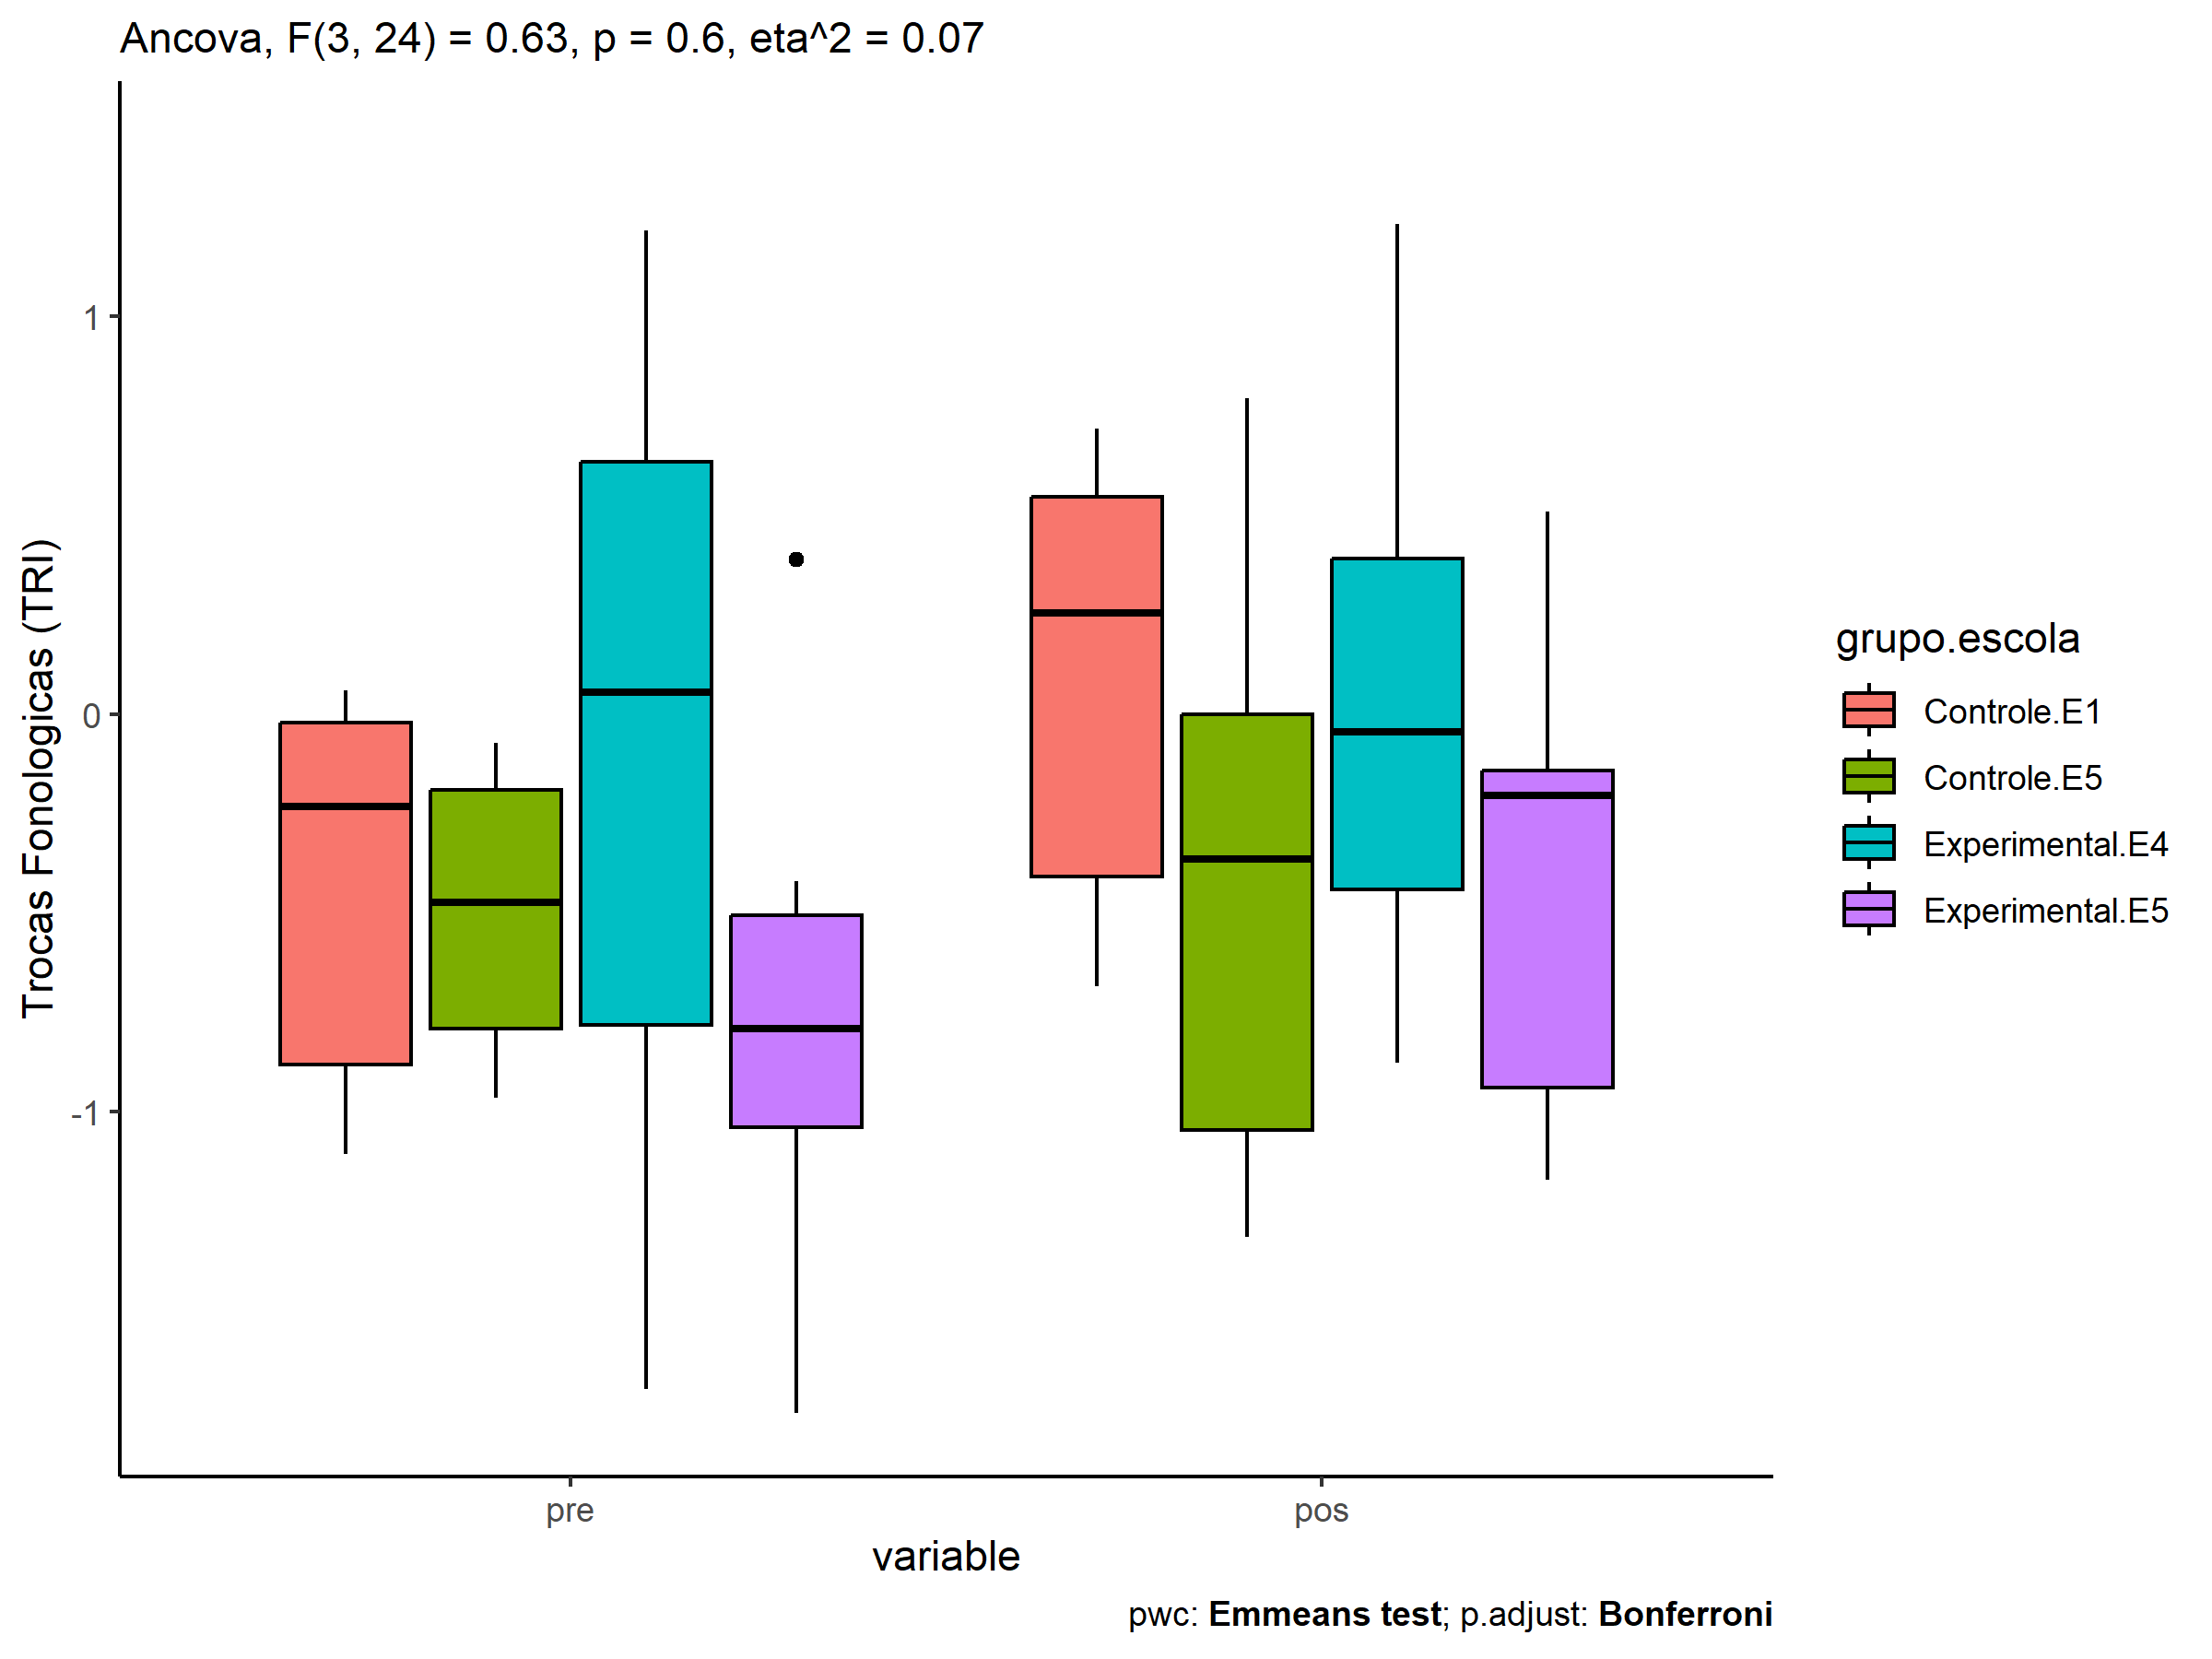 Ancova, F(3, 24) = 0.63, p = 0.6, eta^2 = 0.07
Trocas Fonologicas (TRI)
1
0
-1
pre
pos
variable
grupo.escola
Controle.E1
Controle.E5
Experimental.E4
Experimental.E5
pwc: Emmeans test; p.adjust: Bonferroni